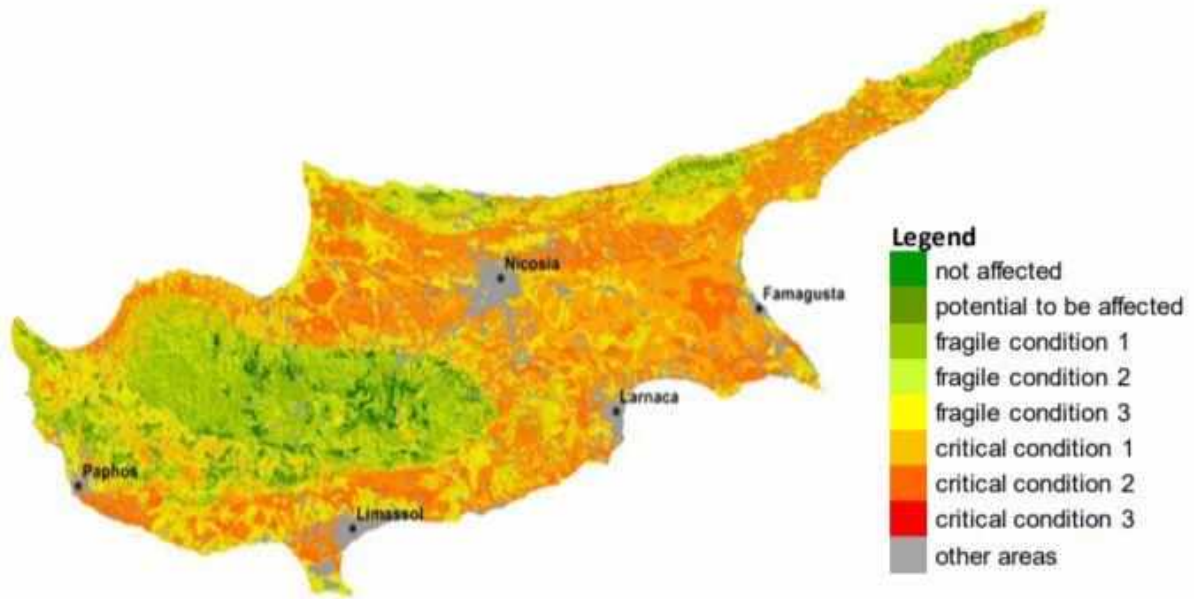 Nicosia
Famagusta
Larnaca
Paphos
Limassol
Legend
not affected
potential to be affected
fragile condition 1
fragile condition 2
fragile condition 3
critical condition 1
critical condition 2
critical condition 3
other areas